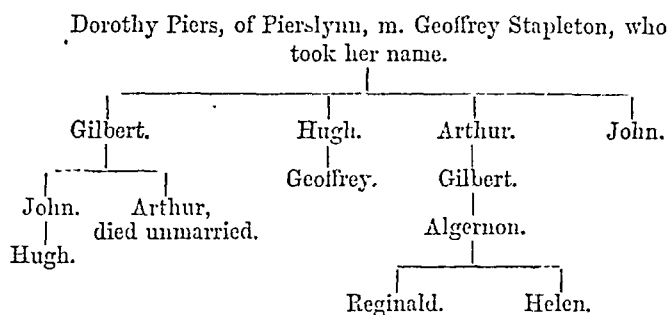 Dorothy Piers, of Pierslynn, m. Geoffrey Stapleton, who
took her name.
Gilbert. Hugh. Arthur. John.
Geoffrey. Gilbert.
John. Arthur,
died unmarried.
Algernon.
Hugh.
Reginald. Helen.